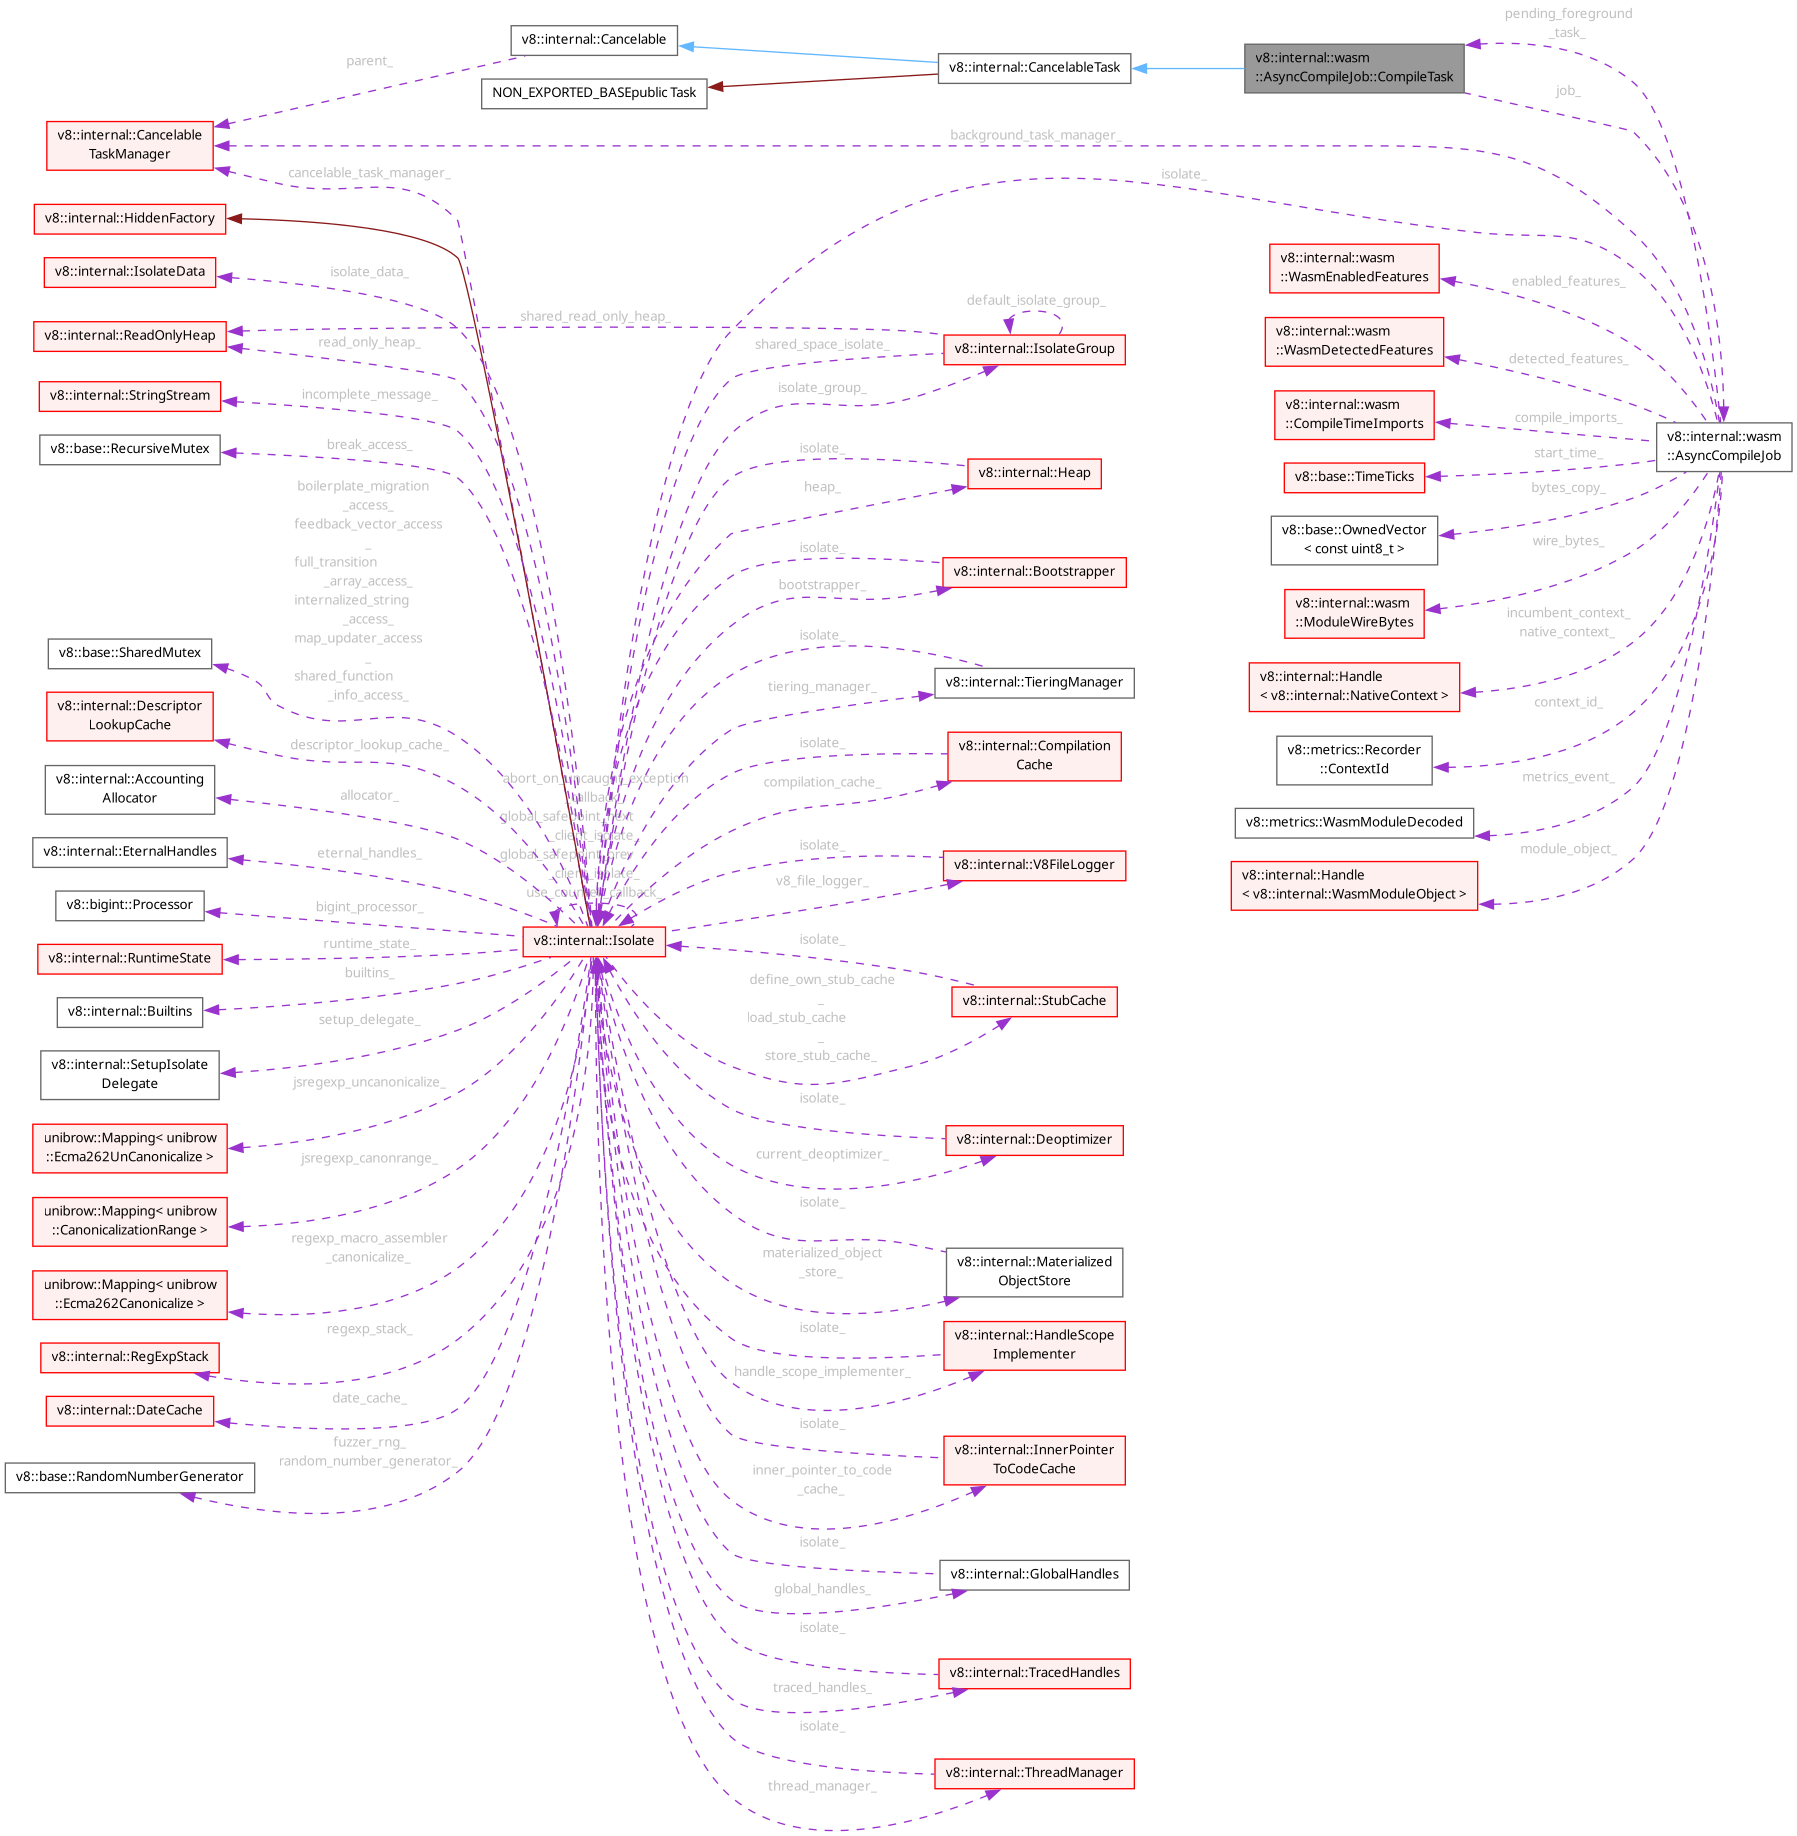 pending_foreground
_task_
v8::internal::Cancelable
v8::internal::wasm
::AsyncCompileJob::CompileTask
parent_
v8::internal::CancelableTask
NON_EXPORTED_BASEpublic Task
job_
v8::internal::Cancelable
TaskManager
background_task_manager_
cancelable_task_manager_
isolate_
v8::internal::HiddenFactory
v8::internal::IsolateData
isolate_data_
v8::internal::wasm
::WasmEnabledFeatures
enabled_features_
default_isolate_group_
shared_read_only_heap_
v8::internal::ReadOnlyHeap
read_only_heap_
shared_space_isolate_
v8::internal::IsolateGroup
v8::internal::wasm
::WasmDetectedFeatures
detected_features_
v8::internal::StringStream
incomplete_message_
isolate_group_
v8::internal::wasm
::CompileTimeImports
compile_imports_
v8::base::RecursiveMutex
break_access_
isolate_
heap_
v8::internal::Heap
v8::base::TimeTicks
start_time_
v8::internal::wasm
::AsyncCompileJob
bytes_copy_
v8::base::OwnedVector
< const uint8_t >
wire_bytes_
boilerplate_migration
_access_
feedback_vector_access
_
full_transition
_array_access_
internalized_string
_access_
map_updater_access
_
shared_function
_info_access_
isolate_
bootstrapper_
v8::internal::Bootstrapper
v8::internal::wasm
::ModuleWireBytes
incumbent_context_
native_context_
v8::base::SharedMutex
isolate_
tiering_manager_
v8::internal::TieringManager
v8::internal::Handle
< v8::internal::NativeContext >
v8::internal::Descriptor
LookupCache
descriptor_lookup_cache_
context_id_
isolate_
compilation_cache_
v8::internal::Compilation
Cache
v8::metrics::Recorder
::ContextId
metrics_event_
v8::internal::Accounting
Allocator
allocator_
abort_on_uncaught_exception
_callback_
global_safepoint_next
_client_isolate_
global_safepoint_prev
_client_isolate_
use_counter_callback_
v8::metrics::WasmModuleDecoded
v8::internal::EternalHandles
eternal_handles_
isolate_
v8_file_logger_
v8::internal::V8FileLogger
module_object_
v8::internal::Handle
< v8::internal::WasmModuleObject >
v8::bigint::Processor
bigint_processor_
v8::internal::Isolate
v8::internal::RuntimeState
runtime_state_
isolate_
builtins_
v8::internal::Builtins
define_own_stub_cache
_
load_stub_cache
_
store_stub_cache_
v8::internal::StubCache
setup_delegate_
v8::internal::SetupIsolate
Delegate
jsregexp_uncanonicalize_
isolate_
unibrow::Mapping< unibrow
::Ecma262UnCanonicalize >
v8::internal::Deoptimizer
current_deoptimizer_
jsregexp_canonrange_
isolate_
unibrow::Mapping< unibrow
::CanonicalizationRange >
regexp_macro_assembler
_canonicalize_
materialized_object
_store_
v8::internal::Materialized
ObjectStore
unibrow::Mapping< unibrow
::Ecma262Canonicalize >
regexp_stack_
isolate_
v8::internal::HandleScope
Implementer
v8::internal::RegExpStack
handle_scope_implementer_
v8::internal::DateCache
date_cache_
isolate_
fuzzer_rng_
random_number_generator_
v8::internal::InnerPointer
ToCodeCache
inner_pointer_to_code
_cache_
v8::base::RandomNumberGenerator
isolate_
v8::internal::GlobalHandles
global_handles_
isolate_
v8::internal::TracedHandles
traced_handles_
isolate_
v8::internal::ThreadManager
thread_manager_